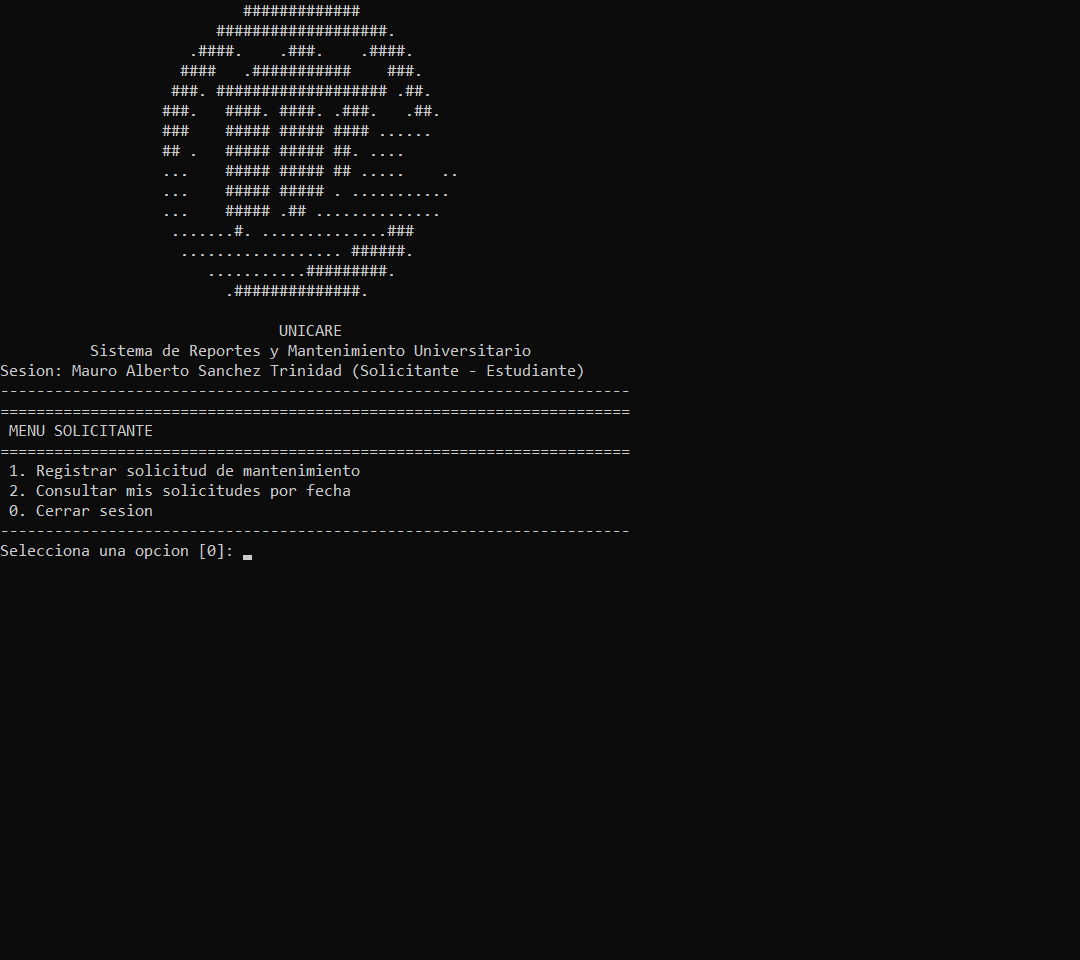 UNICARE
Sistema de Reportes y Mantenimiento Universitario
Sesion: Mauro Alberto Sanchez Trinidad (Solicitante - Estudiante)
----------------------------------------------------------------------
======================================================================
MENU SOLICITANTE
======================================================================
1. Registrar solicitud de mantenimiento
2. Consultar mis solicitudes por fecha
0. Cerrar sesion
----------------------------------------------------------------------
Selecciona una opcion [0]: